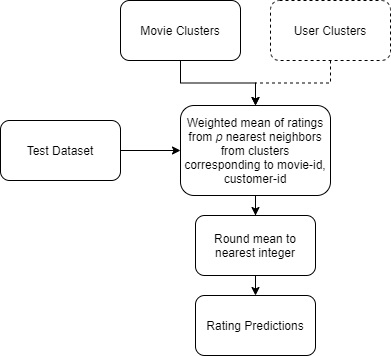 Movie Clusters
User Clusters
Weighted mean of ratings
from p nearest neighbors
from clusters
corresponding to movie-id,
customer-id
Test Dataset
Round mean to
nearest integer
Rating Predictions